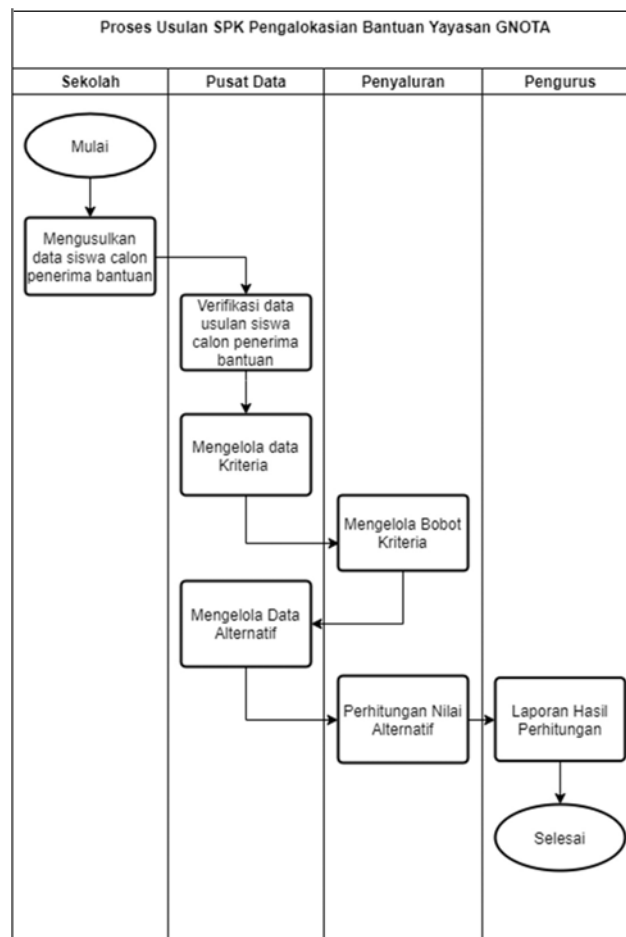 Proses Usulan SPK Pengalokasian Bantuan Yayasan GNOTA
Sekolah
Pusat Data
Penyaluran
Pengurus
Mulai
Mengusulkan
data siswa calon
penerima bantuan
Verifikasi data
usulan siswa
calon penerima
bantuan
Mengelola data
Kriteria
Mengelola Bobot
Kriteria
Mengelola Data
Alternatif
Perhitungan Nilai
Alternatif
Laporan Hasil
Perhitungan
Selesai